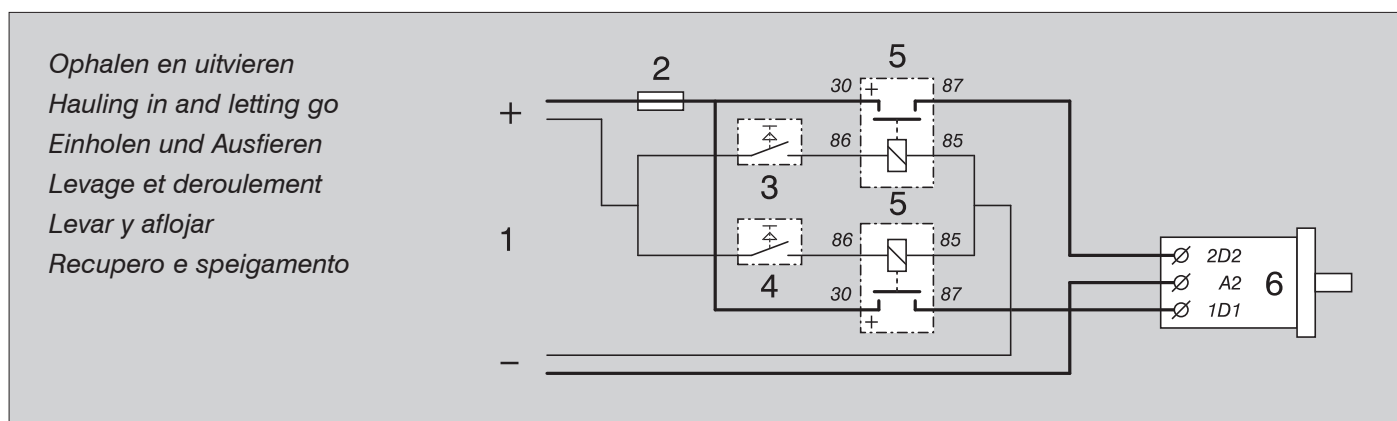 Ophalen en uitvieren
Hauling in and letting go
Einholen und Ausfieren
Levage et deroulement
Levar y aflojar
Recupero e speigamento
+
1
–
2
5
30
+
87
3
86
85
5
4
86
85
30
+
87
2D2
A2
1D1
6